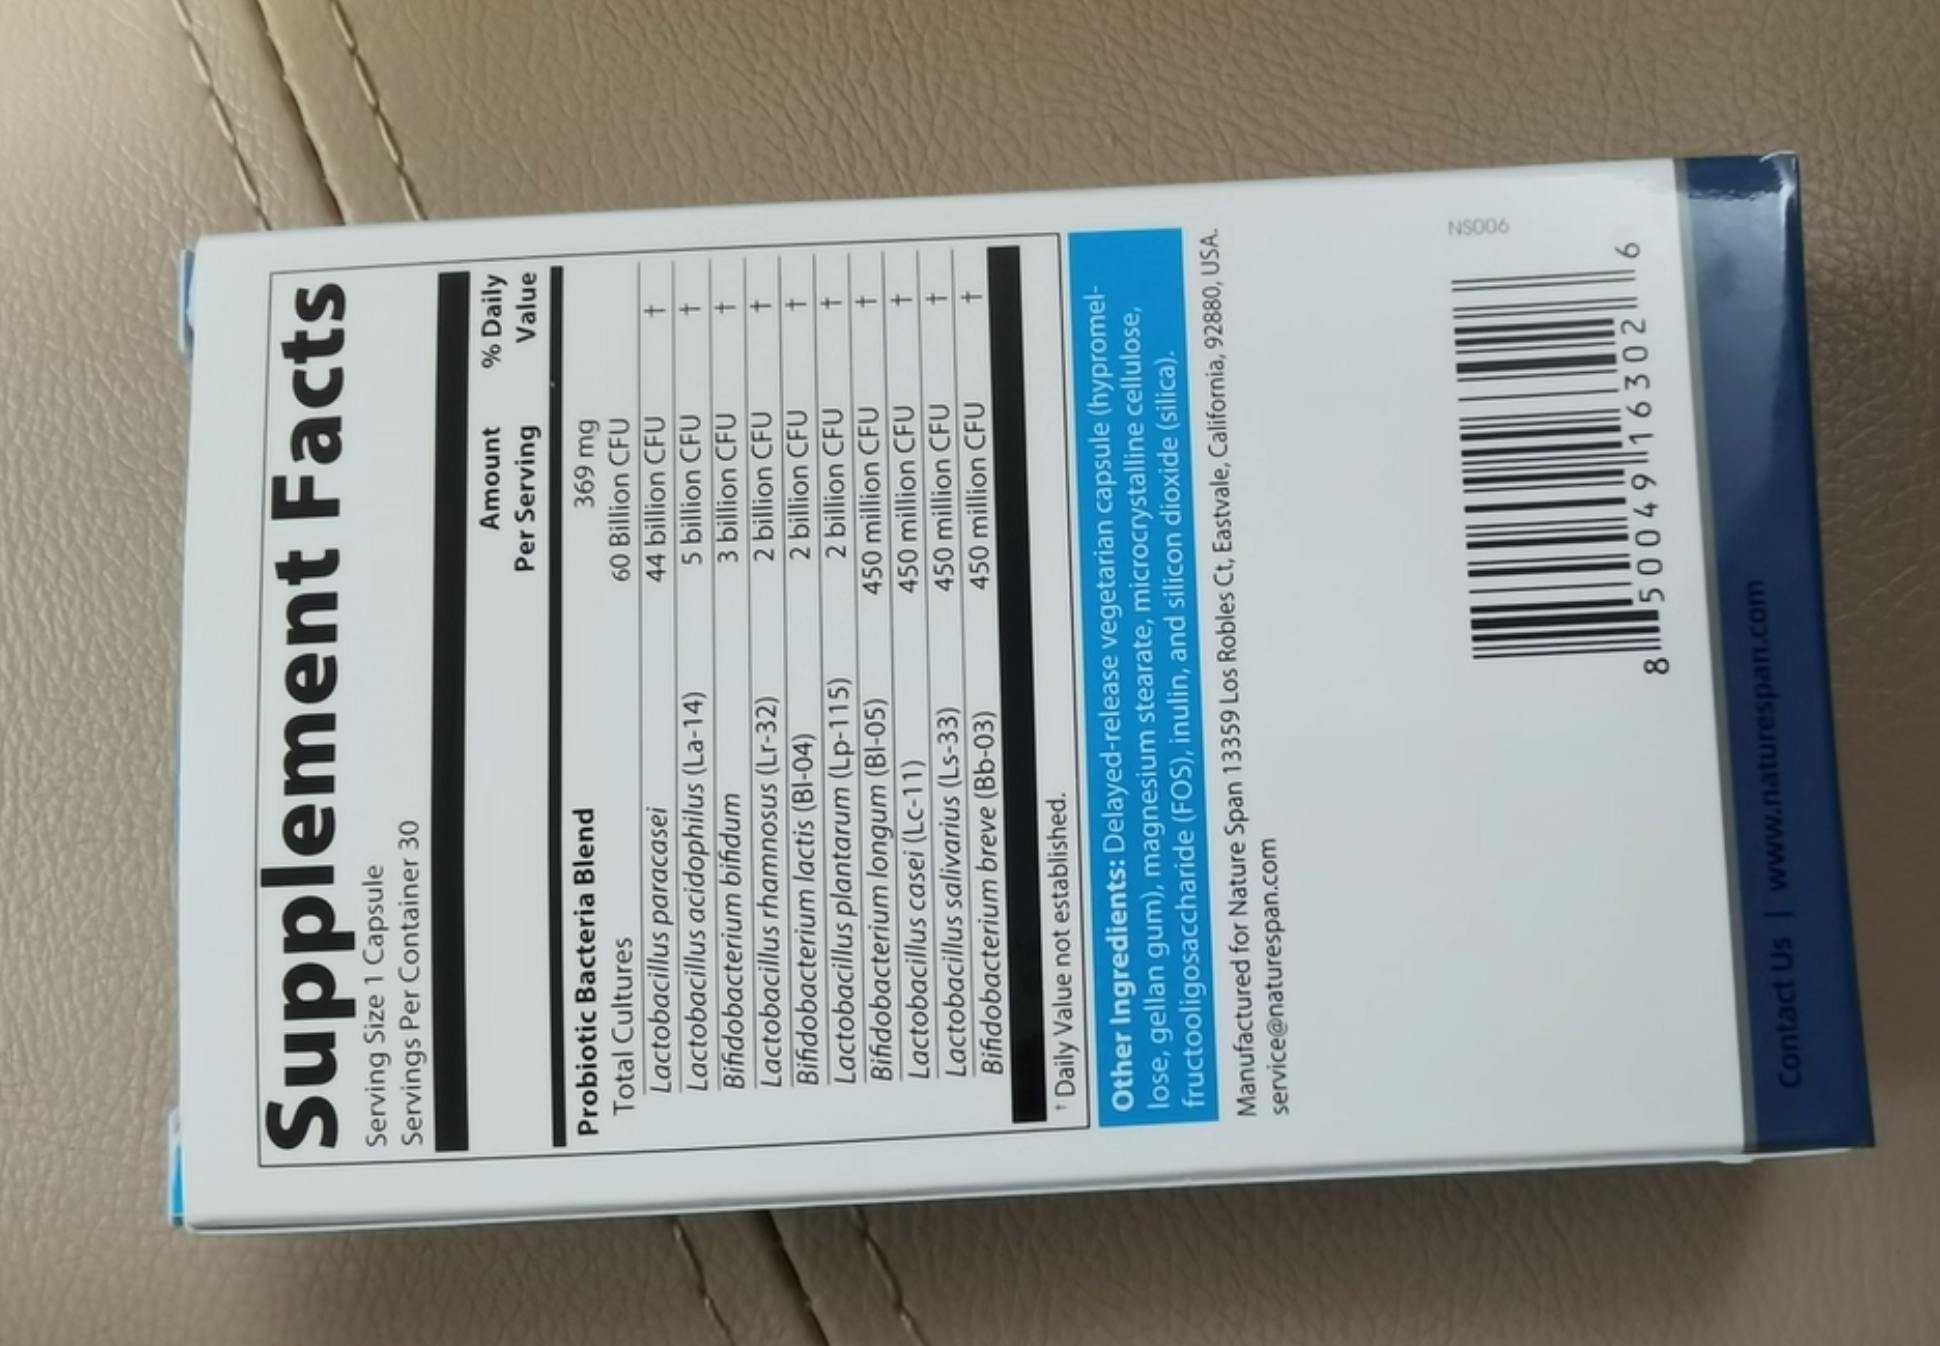 Supplement Facts
Serving Size 1 Capsule
Servings Per Container 30
Amount % Daily
Per Serving Value
Probiotic Bacteria Blend 369 mg
Total Cultures 60 Billion CFU
Lactobacillus paracasei 44 billion CFU †
Lactobacillus acidophilus (La-14) 5 billion CFU †
Bifidobacterium bifidum 3 billion CFU †
Lactobacillus rhamnosus (Lr-32) 2 billion CFU †
Bifidobacterium lactis (Bl-04) 2 billion CFU †
Lactobacillus plantarum (Lp-115) 2 billion CFU †
Bifidobacterium longum (Bl-05) 450 million CFU †
Lactobacillus casei (Lc-11) 450 million CFU †
Lactobacillus salivarius (Ls-33) 450 million CFU †
Bifidobacterium breve (Bb-03) 450 million CFU †
† Daily Value not established.
Other Ingredients: Delayed-release vegetarian capsule (hypromel-
lose, gellan gum), magnesium stearate, microcrystalline cellulose,
fructooligosaccharide (FOS), inulin, and silicon dioxide (silica).
Manufactured for Nature Span 13359 Los Robles Ct, Eastvale, California, 92880, USA.
service@naturespan.com
NS006
8 50049 16302 6
Contact Us | www.naturespan.com